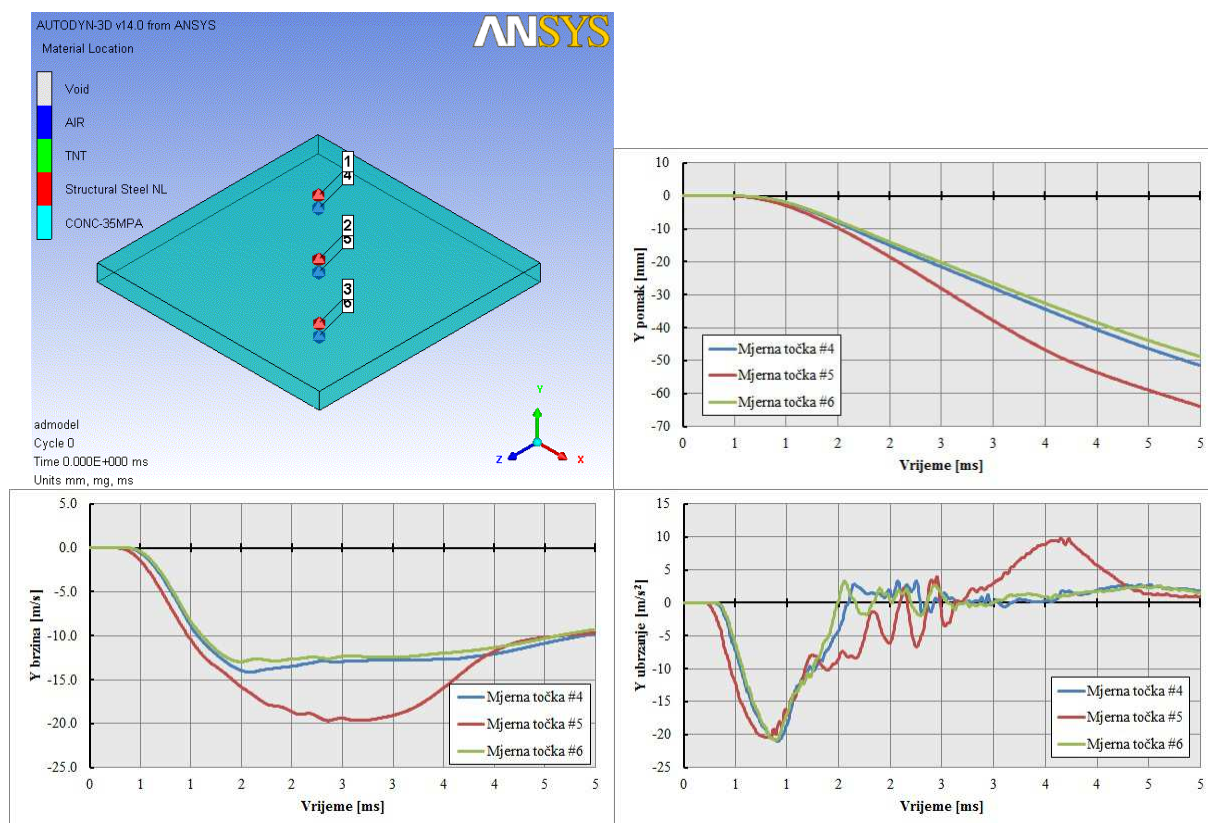 AUTODYN-3D v14.0 from ANSYS
ANSYS
Material Location
Void
AIR
TNT
Structural Steel NL
CONC-35MPA
1
4
2
5
3
6
Y
Z
X
admodel
Cycle 0
Time 0.000E+000 ms
Units mm, mg, ms
10
0
-10
-20
-30
-40
-50
-60
-70
Y pomak [mm]
Mjerna točka #4
Mjerna točka #5
Mjerna točka #6
0 1 1 2 2 3 3 4 4 5 5
Vrijeme [ms]
5.0
0.0
-5.0
-10.0
-15.0
-20.0
-25.0
Y brzina [m/s]
Mjerna točka #4
Mjerna točka #5
Mjerna točka #6
0 1 1 2 2 3 3 4 4 5 5
Vrijeme [ms]
15
10
5
0
-5
-10
-15
-20
-25
Y ubrzanje [m/s²]
Mjerna točka #4
Mjerna točka #5
Mjerna točka #6
0 1 1 2 2 3 3 4 4 5 5
Vrijeme [ms]